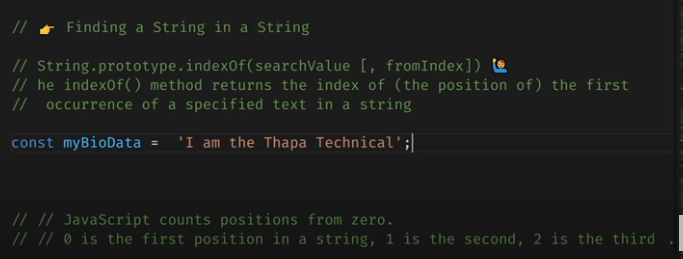 // 👉 Finding a String in a String
// String.prototype.indexOf(searchValue [, fromIndex]) 🙋
// he indexOf() method returns the index of (the position of) the first
//  occurrence of a specified text in a string
const myBioData =  'I am the Thapa Technical';
// // JavaScript counts positions from zero.
// // 0 is the first position in a string, 1 is the second, 2 is the third .